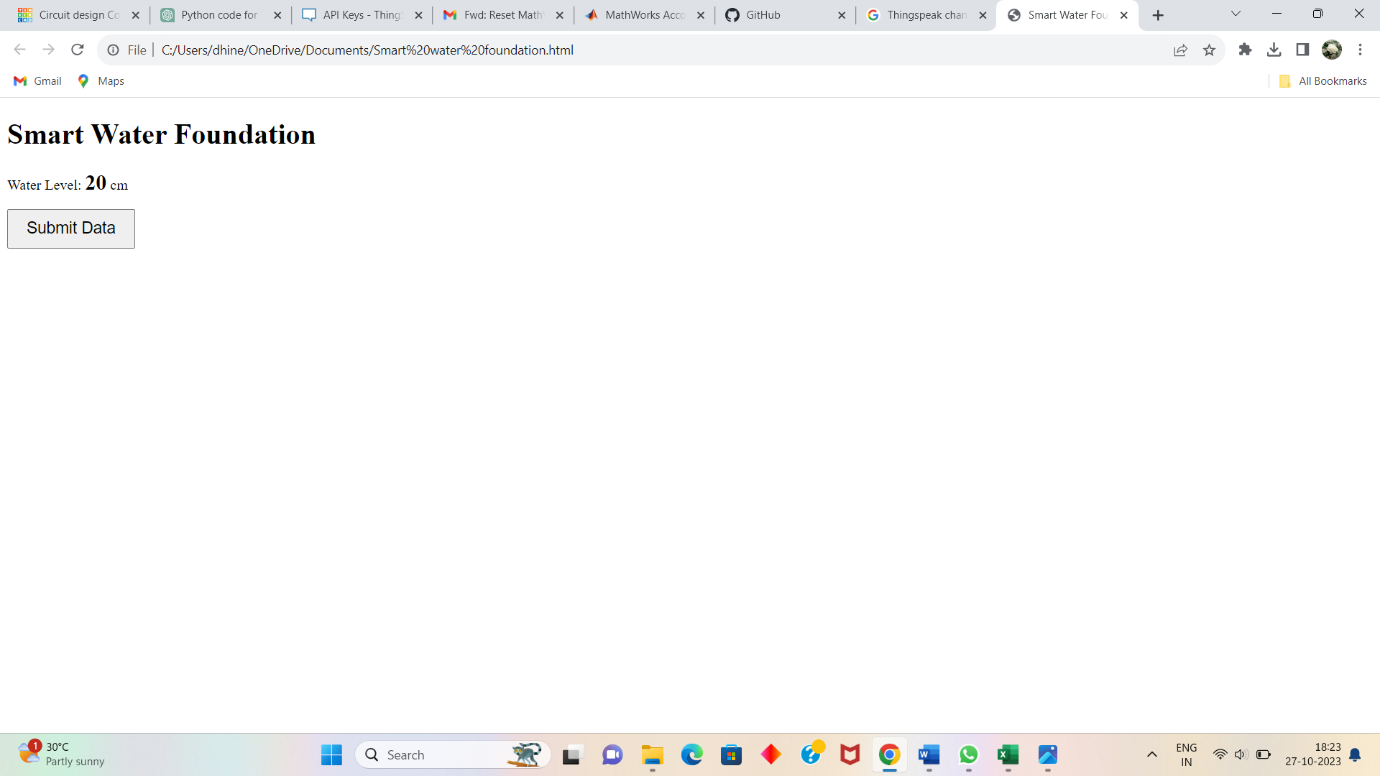 Circuit design Co
Python code for
API Keys - Thing
Fwd: Reset Math
MathWorks Acco
GitHub
Thingspeak chan
Smart Water Fou
File
C:/Users/dhine/OneDrive/Documents/Smart%20water%20foundation.html
Gmail
Maps
All Bookmarks
Smart Water Foundation
Water Level: 20 cm
Submit Data
1
30°C
Partly sunny
Search
ENG
IN
18:23
27-10-2023